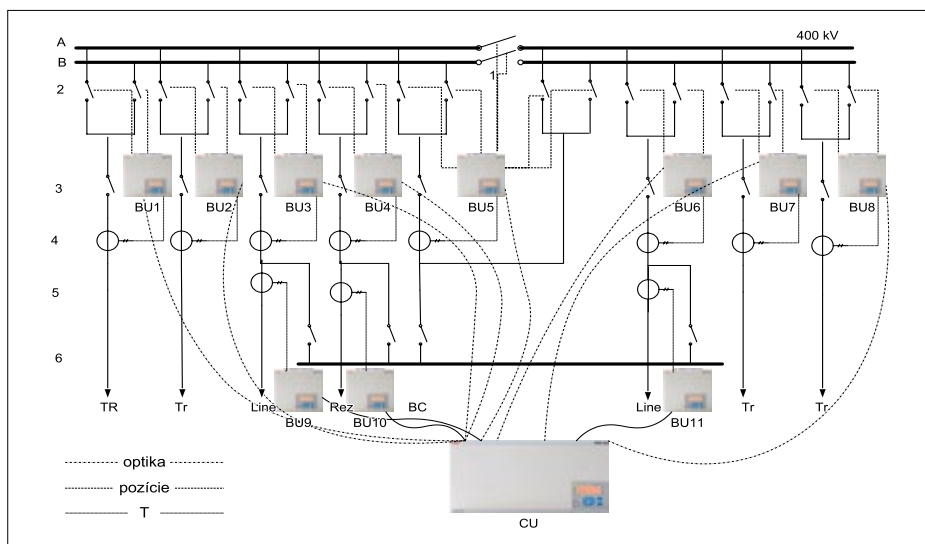 A
400 kV
B
1
2
3
BU1
BU2
BU3
BU4
BU5
BU6
BU7
BU8
4
5
6
TR
Tr
Line
BU9
Rez
BU10
BC
Line
BU11
Tr
Tr
optika
pozície
T
CU